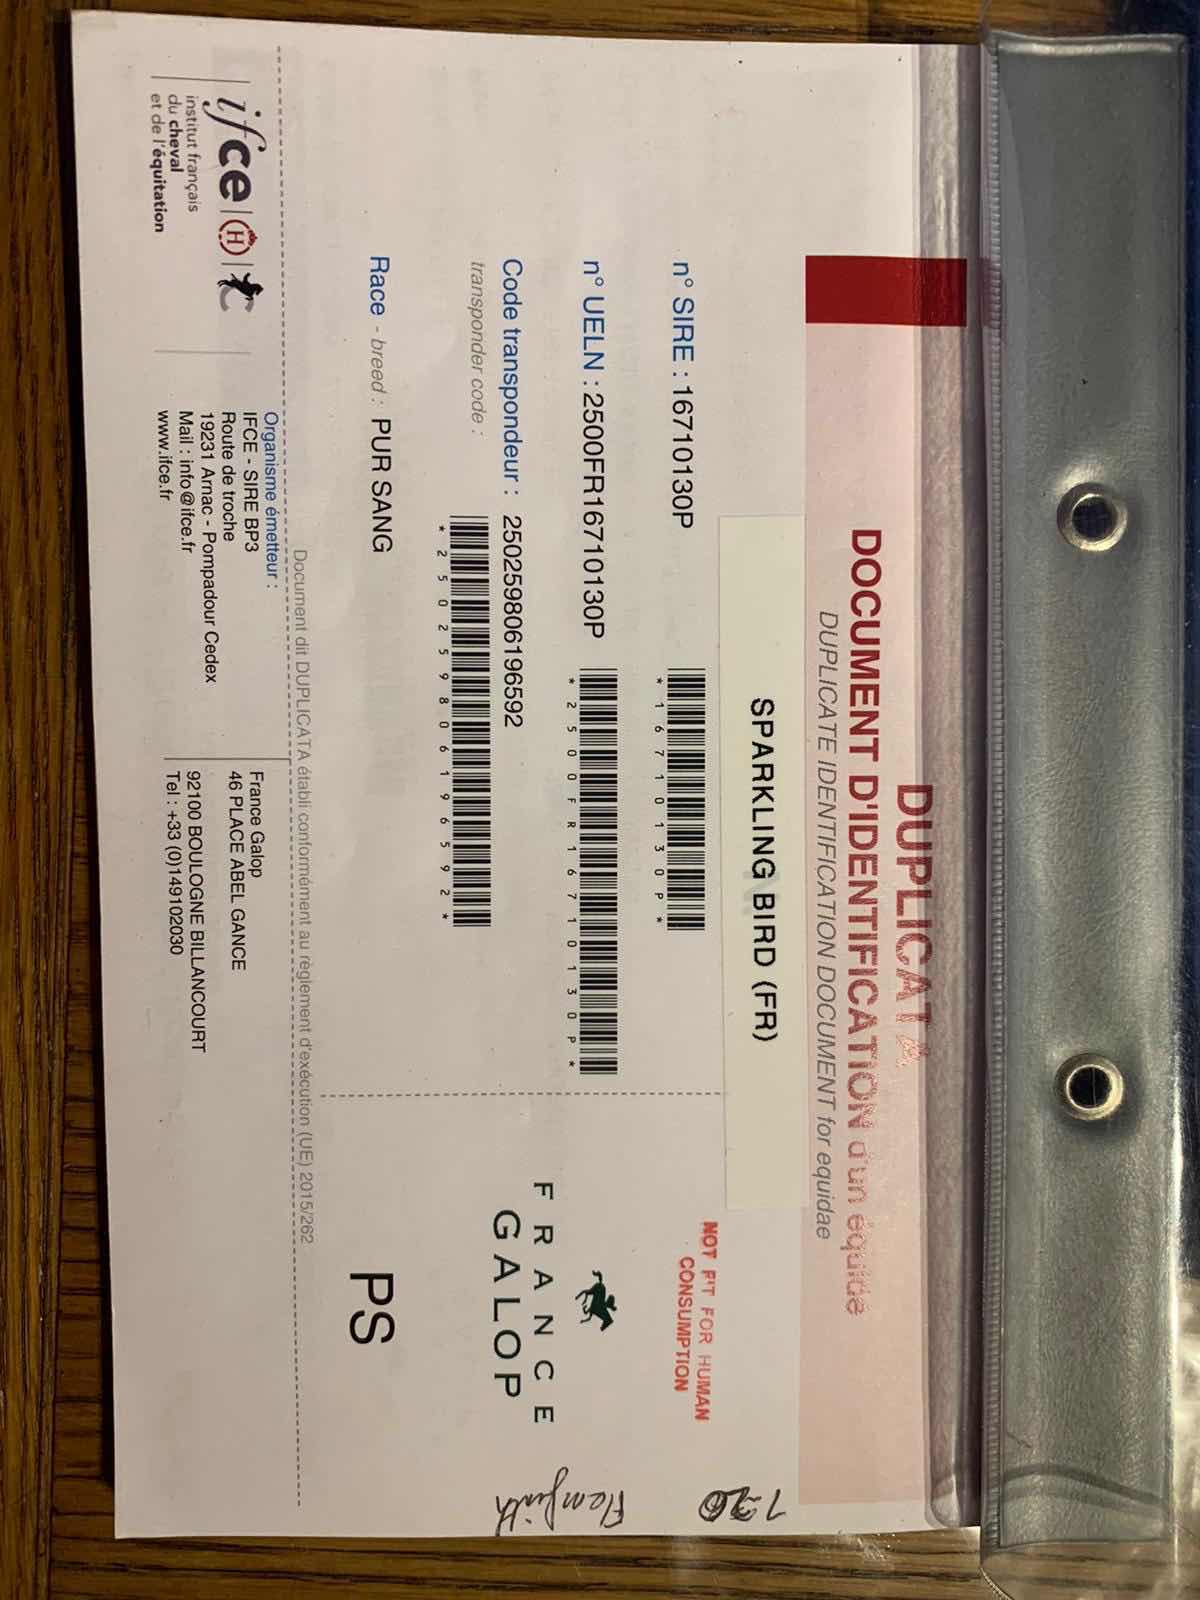 DUPLICATA
DOCUMENT D'IDENTIFICATION d'un équidé
DUPLICATE IDENTIFICATION DOCUMENT for equidae
SPARKLING BIRD (FR)
NOT FIT FOR HUMAN
CONSUMPTION
n° SIRE : 16710130P
*16710130P*
n° UELN : 2500FR16710130P
*2500FR16710130P*
Code transpondeur : 250259806196592
transponder code :
*250259806196592*
Race - breed : PUR SANG
FRANCE
GALOP
PS
Document dit DUPLICATA établi conformément au règlement d'exécution (UE) 2015/262
ifce
institut français
du cheval
et de l'équitation
Organisme émetteur :
IFCE - SIRE BP3
Route de troche
19231 Arnac - Pompadour Cedex
Mail : info@ifce.fr
www.ifce.fr
France Galop
46 PLACE ABEL GANCE
92100 BOULOGNE BILLANCOURT
Tel : +33 (0)149102030